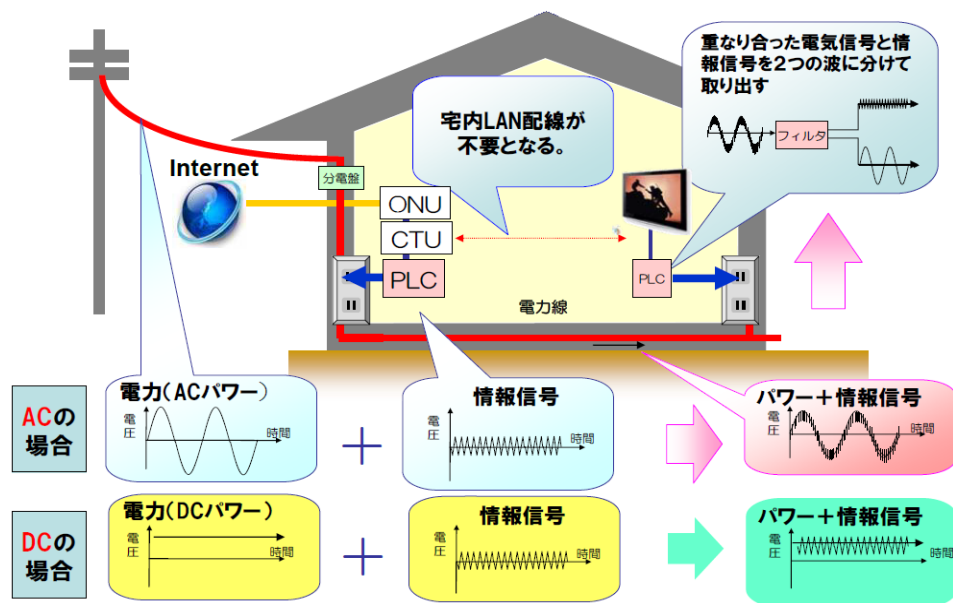 重なり合った電気信号と情
報信号を2つの波に分けて
取り出す
フィルタ
宅内LAN配線が
不要となる。
Internet
分電盤
ONU
CTU
PLC
PLC
電力線
ACの
場合
電力(ACパワー)
電圧
時間
+
情報信号
電圧
時間
パワー+情報信号
電圧
時間
DCの
場合
電力(DCパワー)
電圧
時間
+
情報信号
電圧
時間
パワー+情報信号
電圧
時間